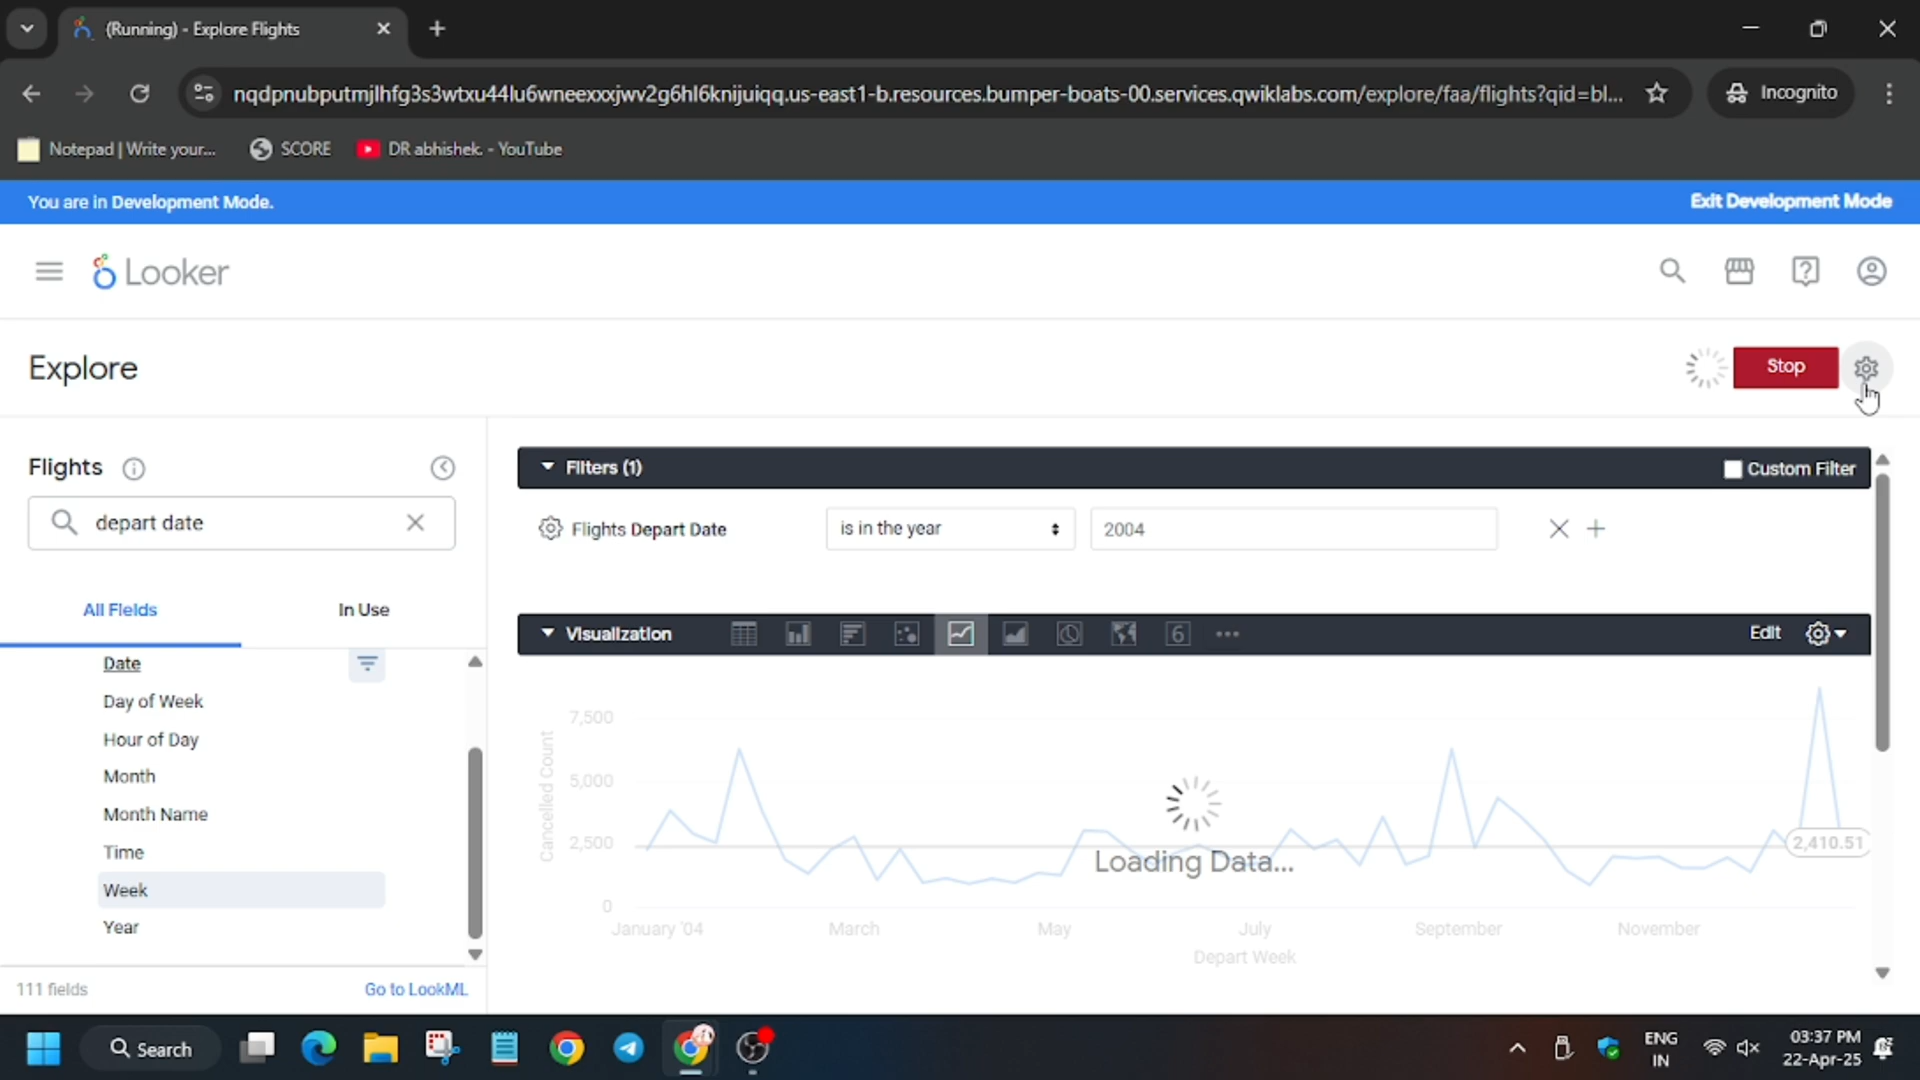 (Running) - Explore Flights
nqdpnubputmjlhfg3s3wtxu44lu6wneexxxjwv2g6hl6knijuiqq.us-east1-b.resources.bumper-boats-00.services.qwiklabs.com/explore/faa/flights?qid=bl...
Incognito
Notepad | Write your...
SCORE
DR abhishek. - YouTube
You are in Development Mode.
Exit Development Mode
Looker
Explore
Stop
Flights
depart date
All Fields
In Use
Date
Day of Week
Hour of Day
Month
Month Name
Time
Week
Year
111 fields
Go to LookML
Filters (1)
Custom Filter
Flights Depart Date
is in the year
2004
Visualization
6
Edit
Cancelled Count
7,500
5,000
2,500
0
2,410.51
Loading Data...
January '04
March
May
July
September
November
Depart Week
Search
ENG
IN
03:37 PM
22-Apr-25